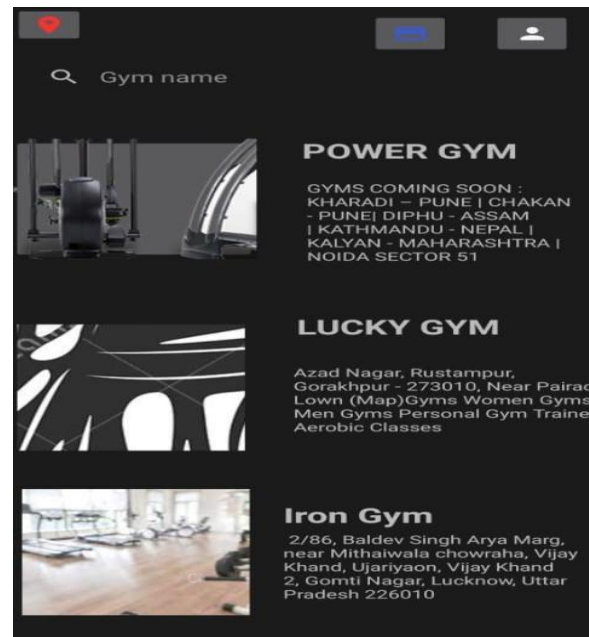 Gym name
POWER GYM
GYMS COMING SOON :
KHARADI – PUNE | CHAKAN
- PUNE| DIPHU - ASSAM
| KATHMANDU - NEPAL |
KALYAN - MAHARASHTRA |
NOIDA SECTOR 51
LUCKY GYM
Azad Nagar, Rustampur,
Gorakhpur - 273010, Near Pairad
Lown (Map)Gyms Women Gyms
Men Gyms Personal Gym Traine
Aerobic Classes
Iron Gym
2/86, Baldev Singh Arya Marg,
near Mithaiwala chowraha, Vijay
Khand, Ujariyaon, Vijay Khand
2, Gomti Nagar, Lucknow, Uttar
Pradesh 226010